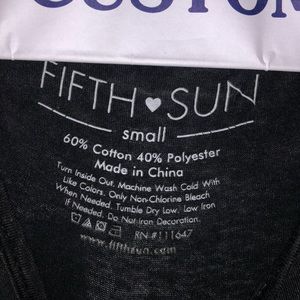 CUSTOM
FIFTH SUN
small
60% Cotton 40% Polyester
Made in China
Turn Inside Out. Machine Wash Cold With
Like Colors. Only Non-Chlorine Bleach
When Needed. Tumble Dry Low. Low Iron
If Needed. Do Not Iron Decoration.
RN#111647
www.fifthsun.com